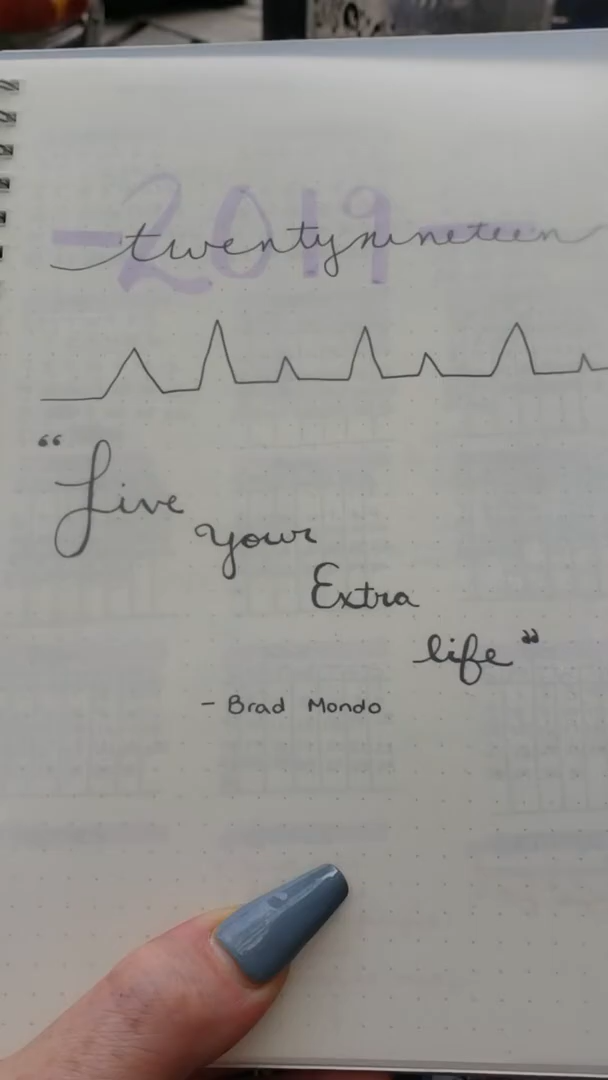 -2019-
twentynineteen
"Live
your
Extra
life"
- Brad Mondo